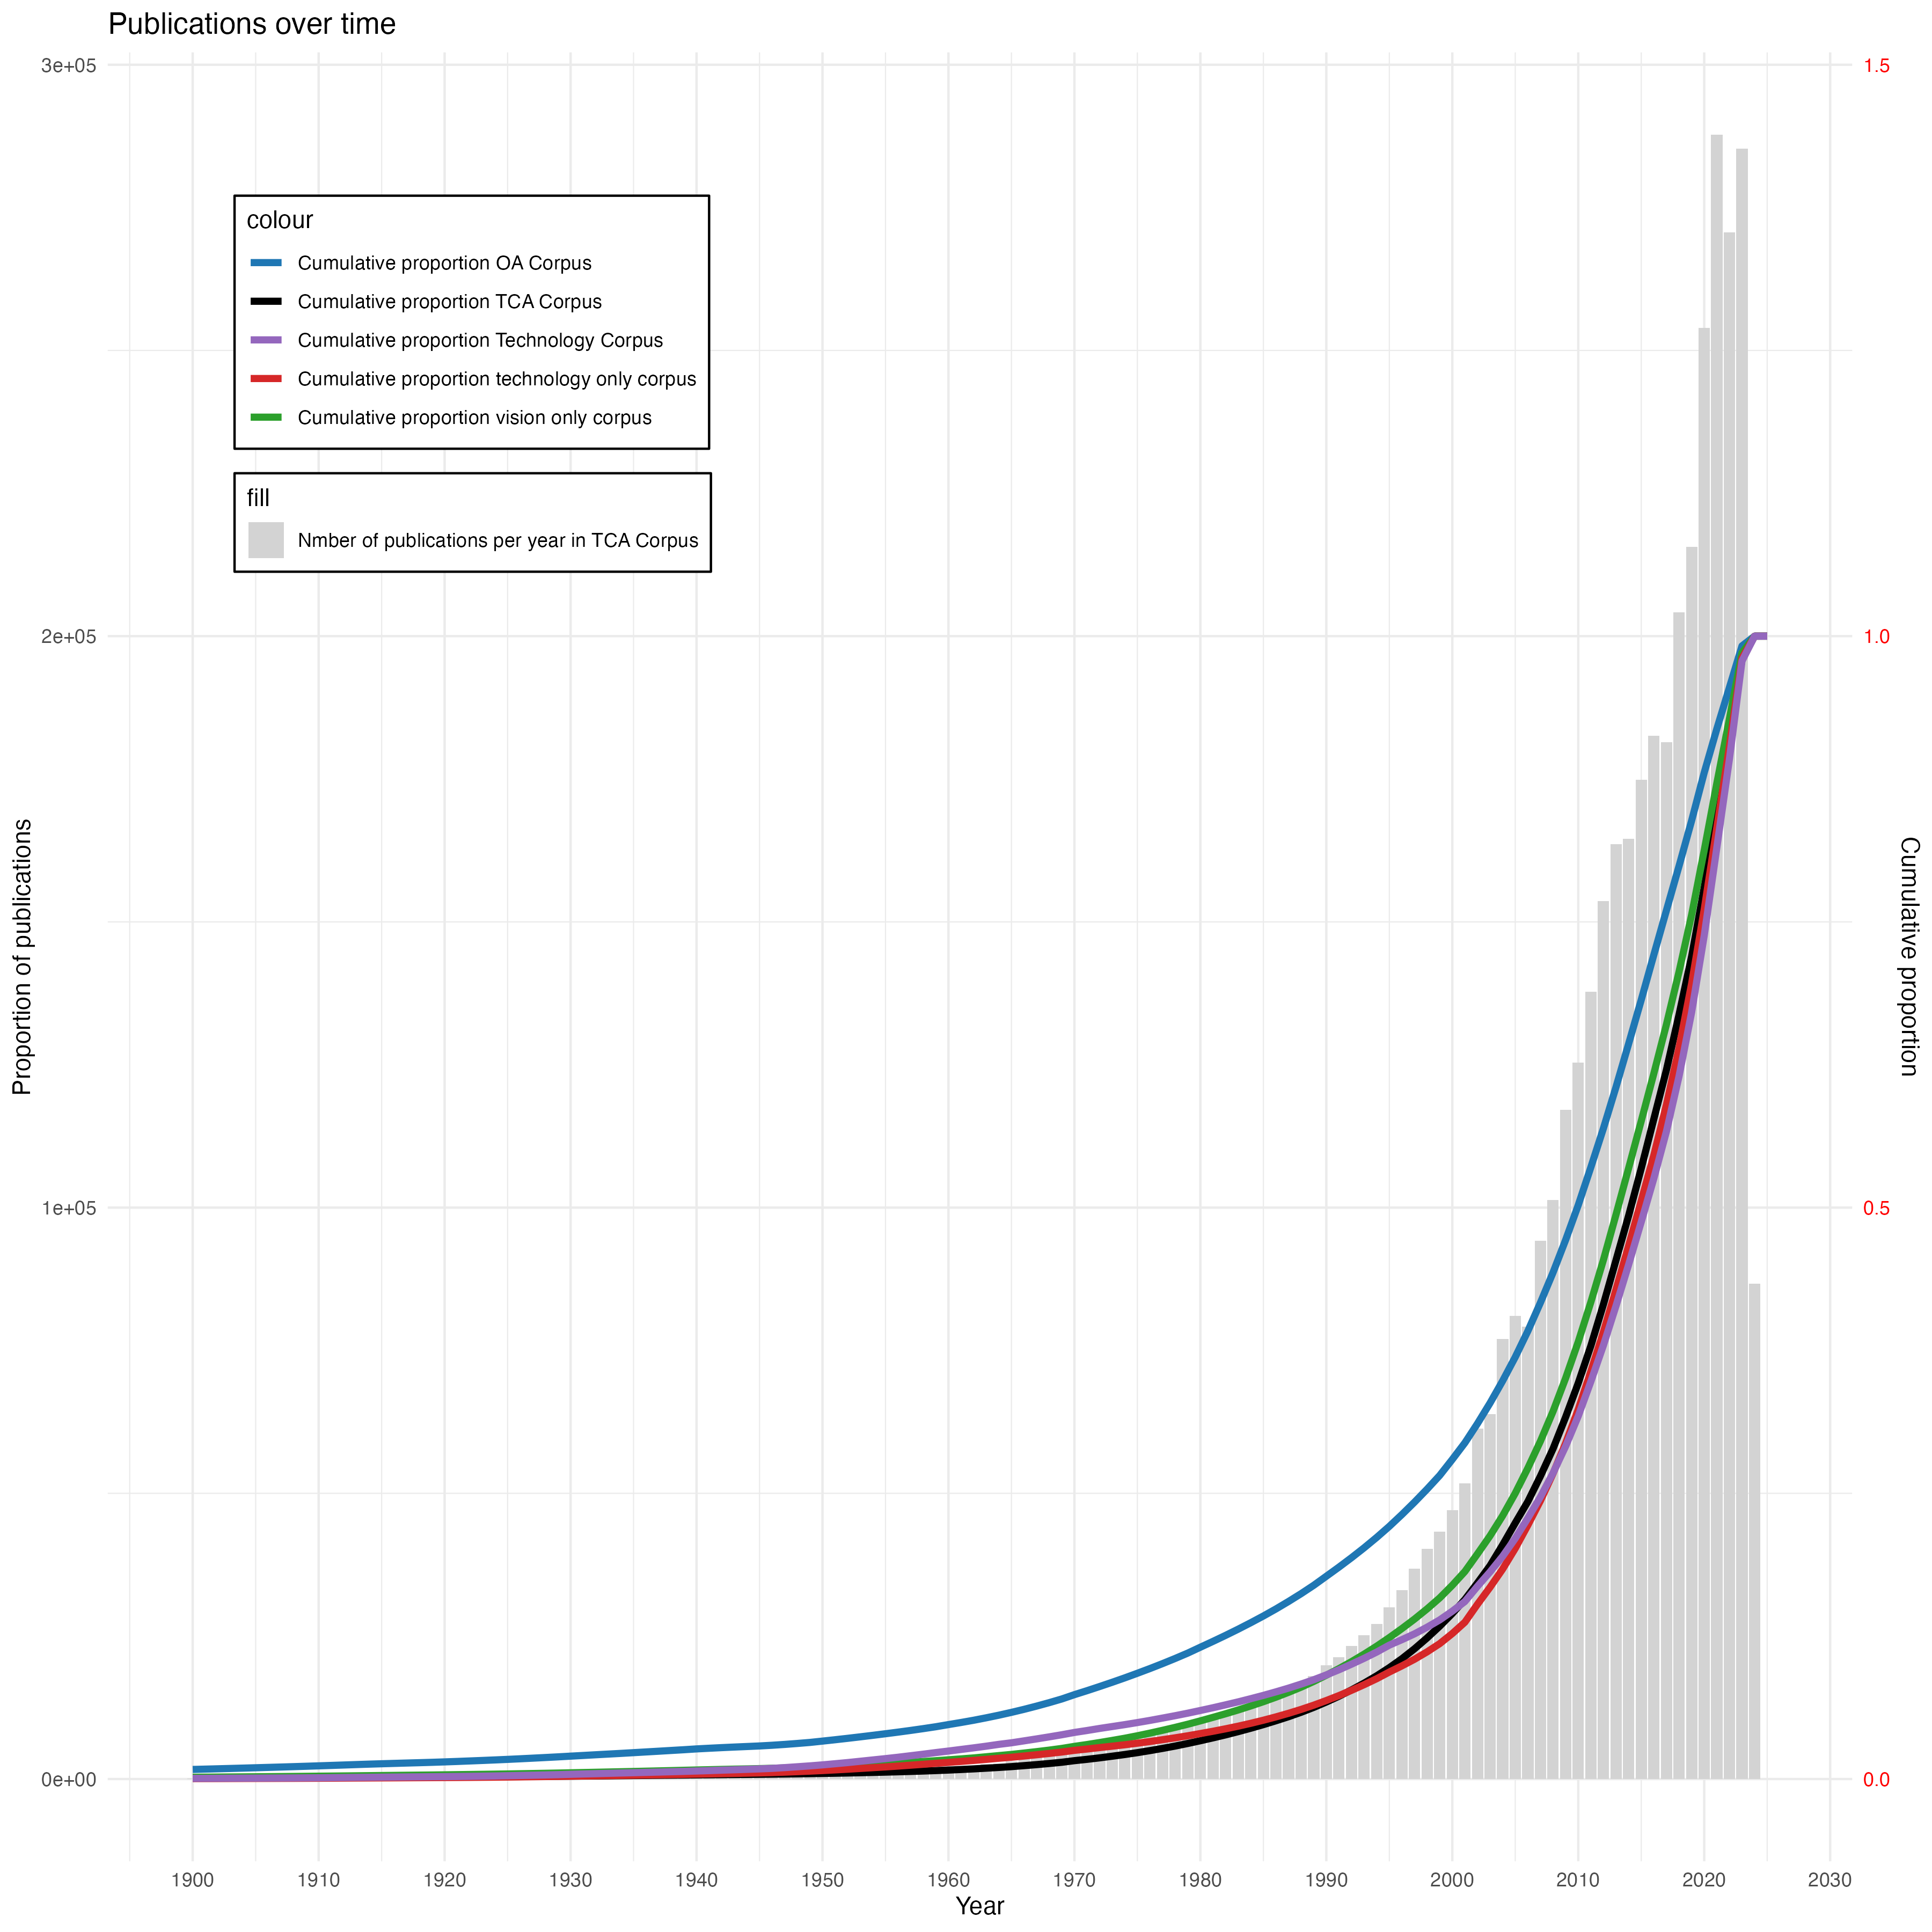 Publications over time
3e+05
2e+05
1e+05
0e+00
Proportion of publications
colour
Cumulative proportion OA Corpus
Cumulative proportion TCA Corpus
Cumulative proportion Technology Corpus
Cumulative proportion technology only corpus
Cumulative proportion vision only corpus
fill
Nmber of publications per year in TCA Corpus
1.5
1.0
0.5
0.0
Cumulative proportion
1900 1910 1920 1930 1940 1950 1960 1970 1980 1990 2000 2010 2020 2030
Year